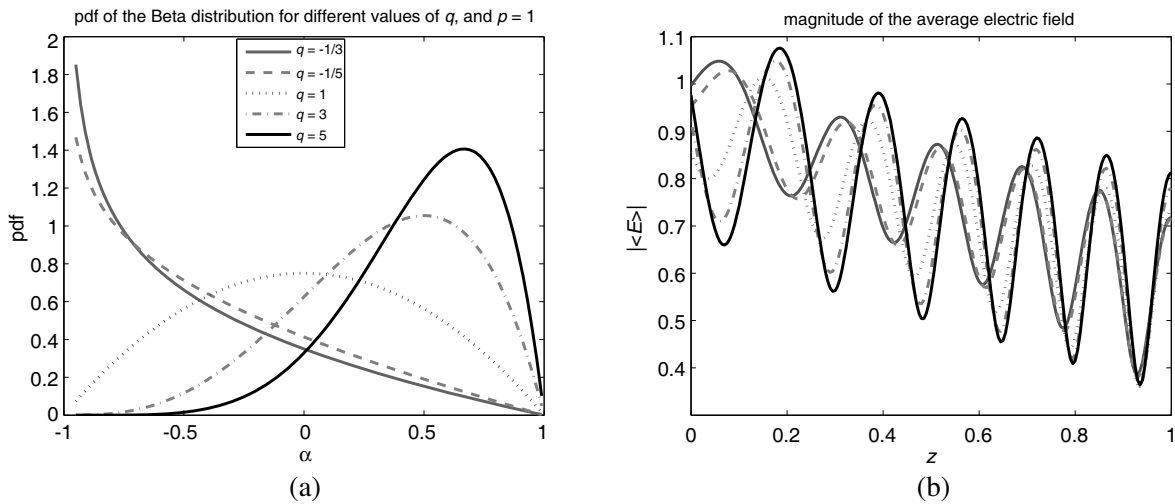 pdf of the Beta distribution for different values of q, and p = 1
2
1.8
1.6
1.4
1.2
1
0.8
0.6
0.4
0.2
0
pdf
q = -1/3
q = -1/5
q = 1
q = 3
q = 5
-1
-0.5
0
0.5
1
α
(a)
magnitude of the average electric field
1.1
1
0.9
0.8
0.7
0.6
0.5
0.4
|<E>|
0
0.2
0.4
0.6
0.8
1
z
(b)